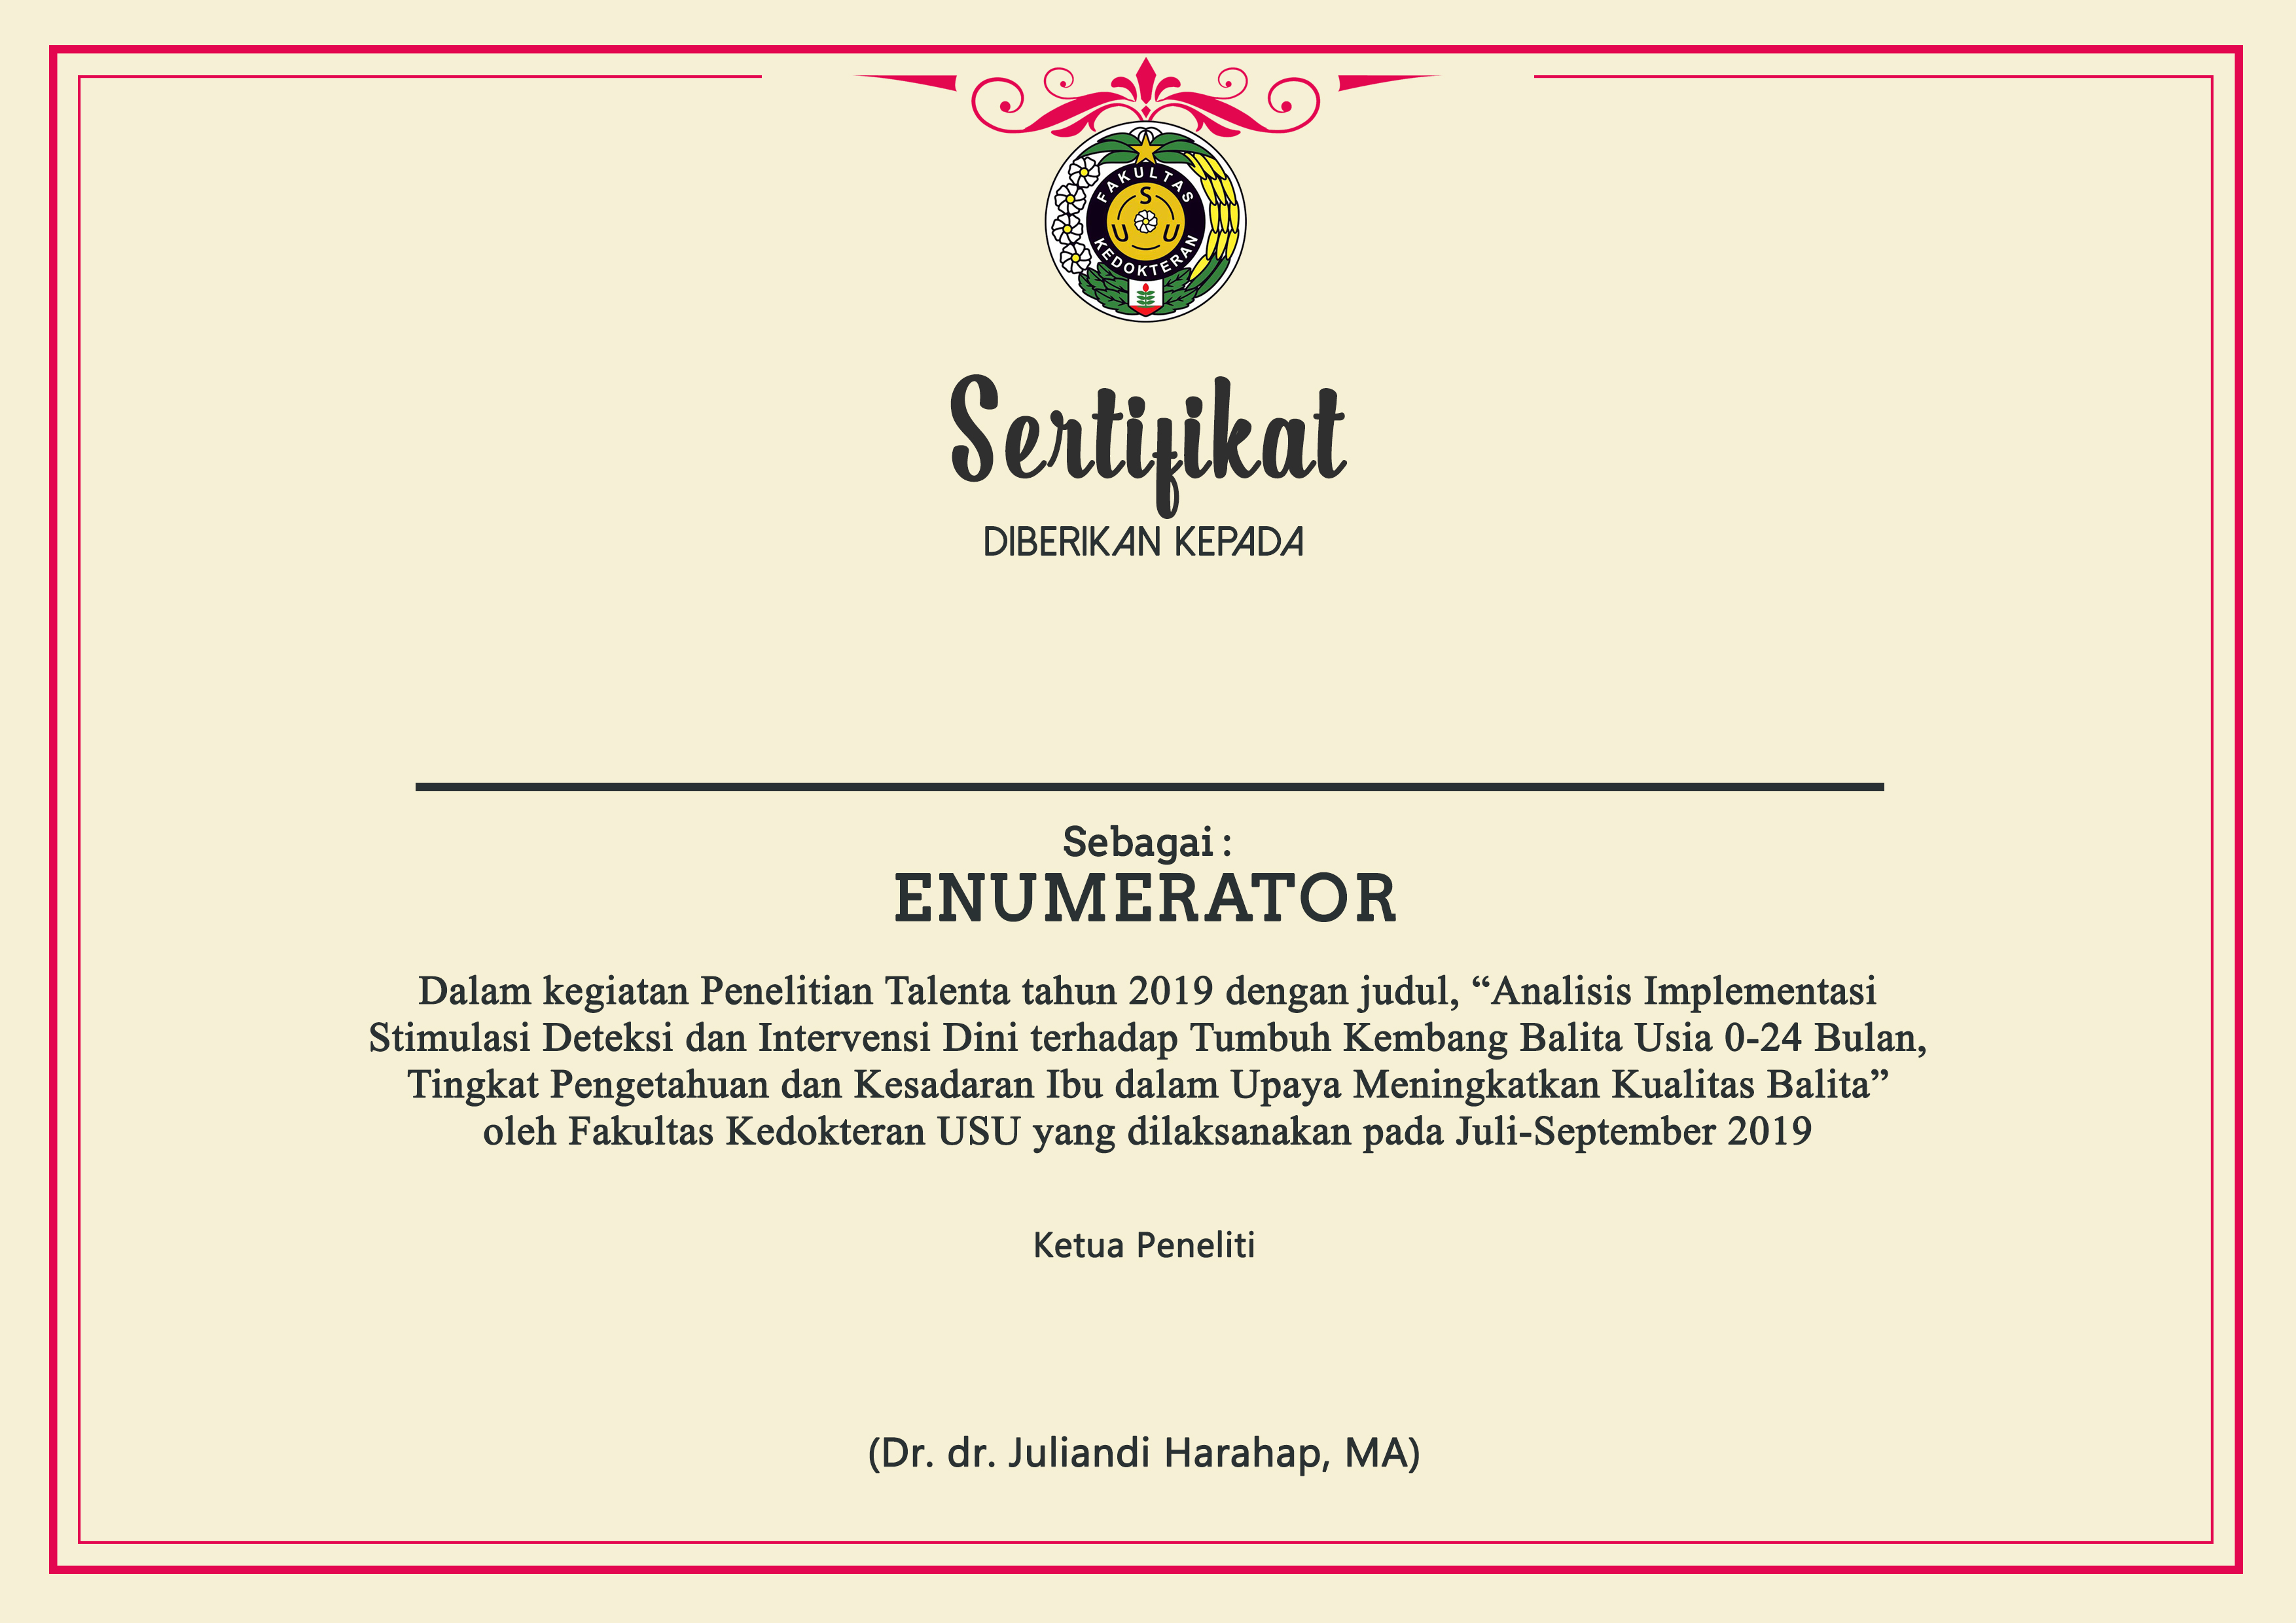 FAKULTAS
S
U U
KEDOKTERAN
Sertifikat
DIBERIKAN KEPADA
Sebagai :
ENUMERATOR
Dalam kegiatan Penelitian Talenta tahun 2019 dengan judul, “Analisis Implementasi
Stimulasi Deteksi dan Intervensi Dini terhadap Tumbuh Kembang Balita Usia 0-24 Bulan,
Tingkat Pengetahuan dan Kesadaran Ibu dalam Upaya Meningkatkan Kualitas Balita”
oleh Fakultas Kedokteran USU yang dilaksanakan pada Juli-September 2019
Ketua Peneliti
(Dr. dr. Juliandi Harahap, MA)